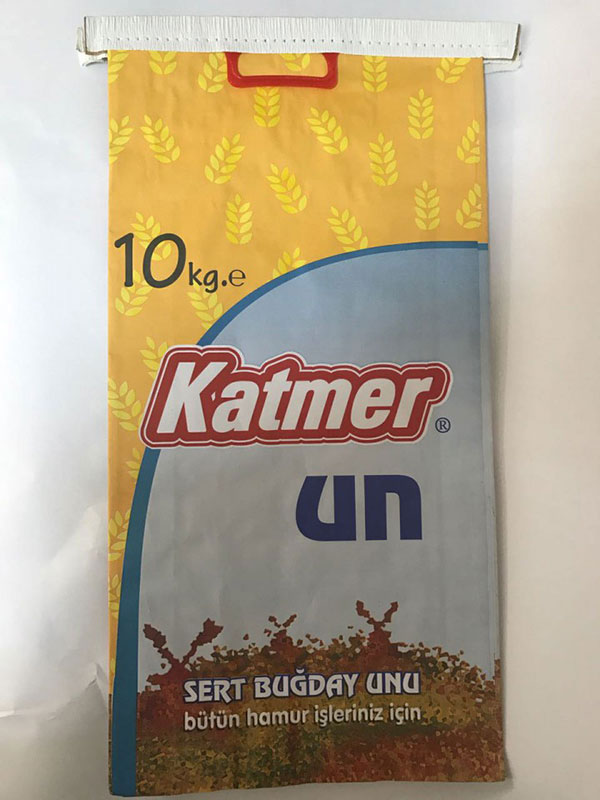 10kg.e
Katmer®
un
SERT BUĞDAY UNU
bütün hamur işleriniz için